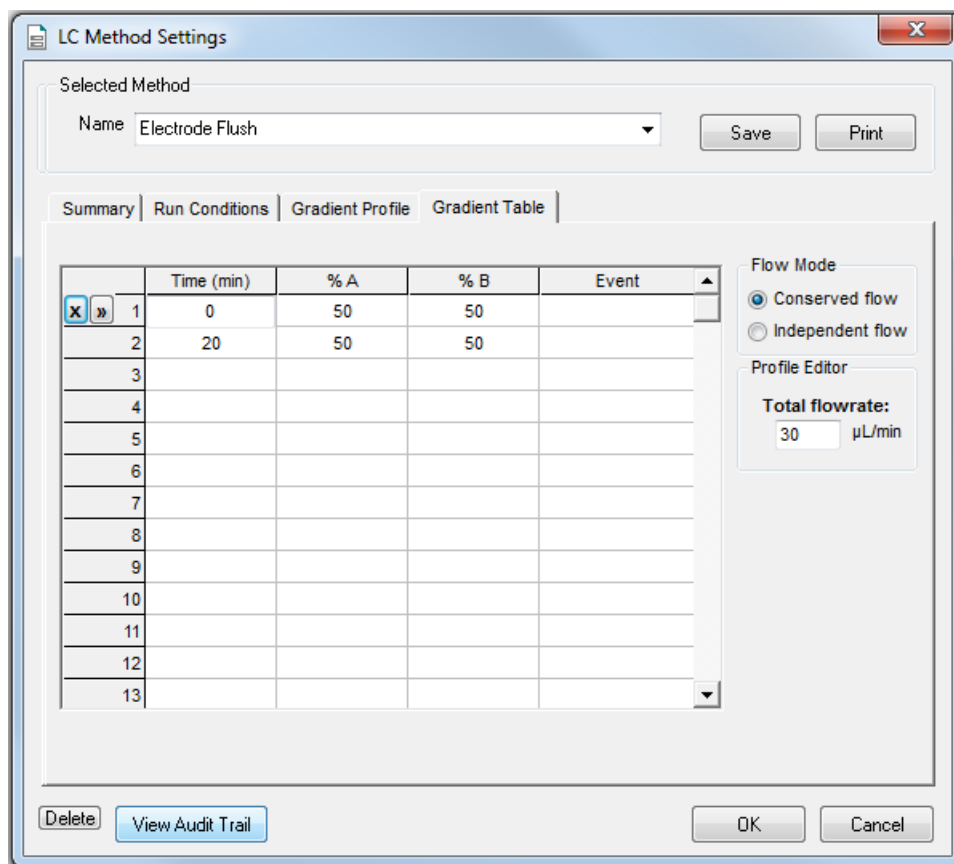 LC Method Settings
x
Selected Method
Name Electrode Flush
Save Print
Summary Run Conditions Gradient Profile Gradient Table
Time (min) % A % B Event
x » 1 0 50 50
2 20 50 50
3
4
5
6
7
8
9
10
11
12
13
Flow Mode
Conserved flow
Independent flow
Profile Editor
Total flowrate:
30 µL/min
Delete View Audit Trail OK Cancel